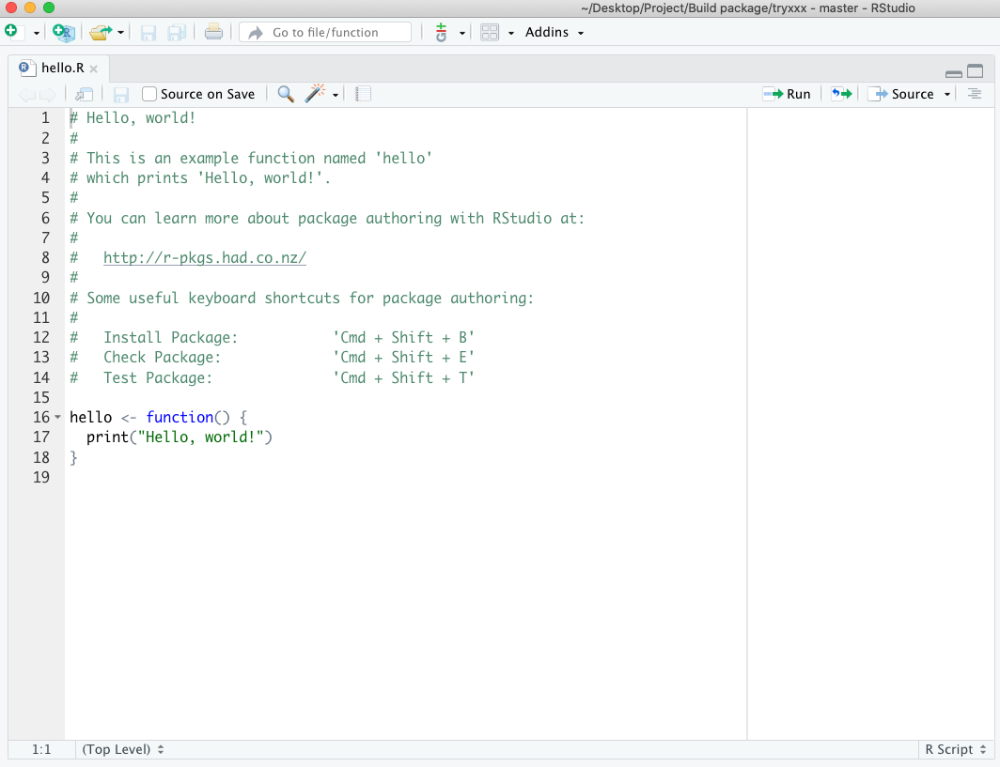 ~/Desktop/Project/Build package/tryxxx - master - RStudio
Go to file/function
Addins
hello.R
Source on Save
Run
Source
1 # Hello, world!
2 #
3 # This is an example function named 'hello'
4 # which prints 'Hello, world!'.
5 #
6 # You can learn more about package authoring with RStudio at:
7 #
8 #   http://r-pkgs.had.co.nz/
9 #
10 # Some useful keyboard shortcuts for package authoring:
11 #
12 #   Install Package:           'Cmd + Shift + B'
13 #   Check Package:             'Cmd + Shift + E'
14 #   Test Package:              'Cmd + Shift + T'
15
16 hello <- function() {
17   print("Hello, world!")
18 }
19
1:1 (Top Level) R Script